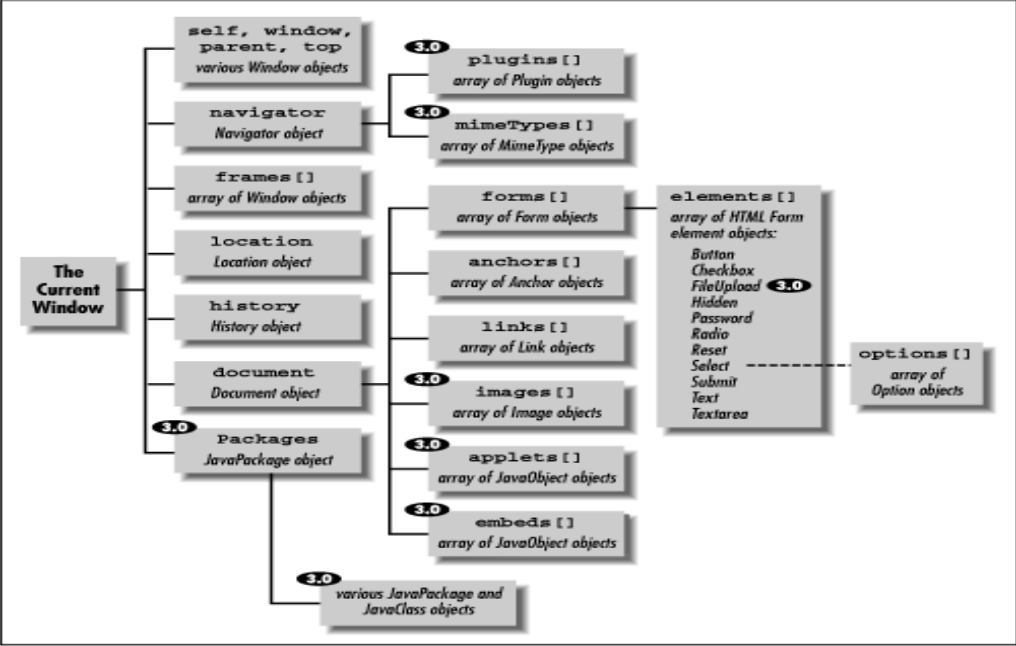 The
Current
Window
self, window,
parent, top
various Window objects
navigator
Navigator object
frames[]
array of Window objects
location
Location object
history
History object
document
Document object
3.0
Packages
JavaPackage object
3.0
plugins[]
array of Plugin objects
3.0
mimeTypes[]
array of MimeType objects
forms[]
array of Form objects
anchors[]
array of Anchor objects
links[]
array of Link objects
3.0
images[]
array of Image objects
3.0
applets[]
array of JavaObject objects
3.0
embeds[]
array of JavaObject objects
3.0
various JavaPackage and
JavaClass objects
elements[]
array of HTML Form
element objects:
Button
Checkbox
FileUpload 3.0
Hidden
Password
Radio
Reset
Select
Submit
Text
Textarea
options[]
array of
Option objects